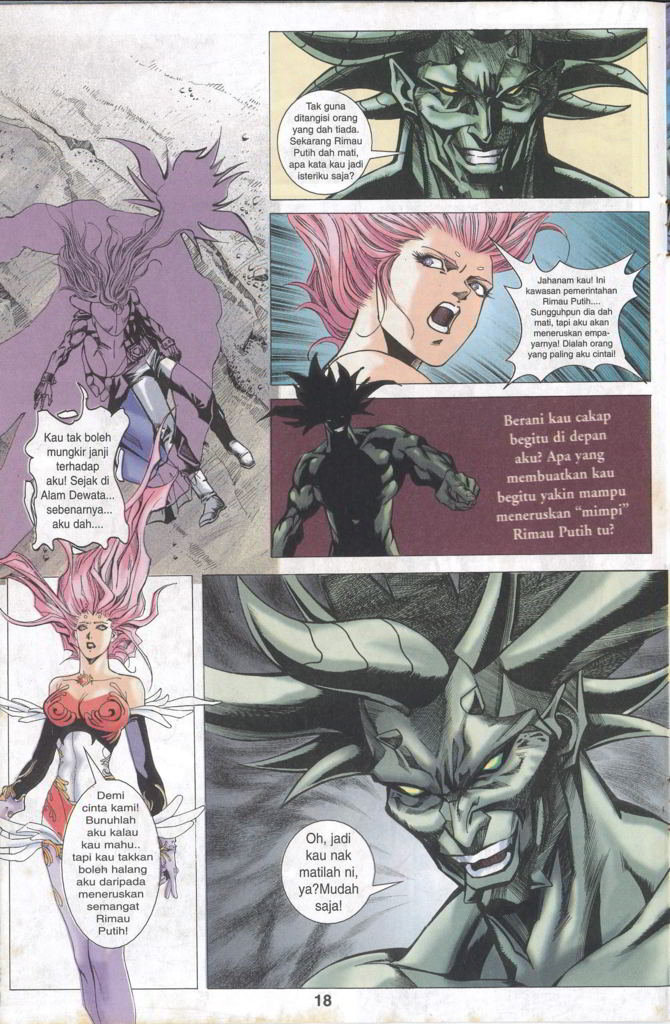 Tak guna
ditangisi orang
yang dah tiada.
Sekarang Rimau
Putih dah mati,
apa kata kau jadi
isteriku saja?
Jahanam kau! Ini
kawasan pemerintahan
Rimau Putih....
Sungguhpun dia dah
mati, tapi aku akan
meneruskan empa-
yarnya! Dialah orang
yang paling aku cintai!
Kau tak boleh
mungkir janji
terhadap
aku! Sejak di
Alam Dewata...
sebenarnya...
aku dah....
Berani kau cakap
begitu di depan
aku? Apa yang
membuatkan kau
begitu yakin mampu
meneruskan “mimpi”
Rimau Putih tu?
Demi
cinta kami!
Bunuhlah
aku kalau
kau mahu..
tapi kau takkan
boleh halang
aku daripada
meneruskan
semangat
Rimau
Putih!
Oh, jadi
kau nak
matilah ni,
ya?Mudah
saja!
18